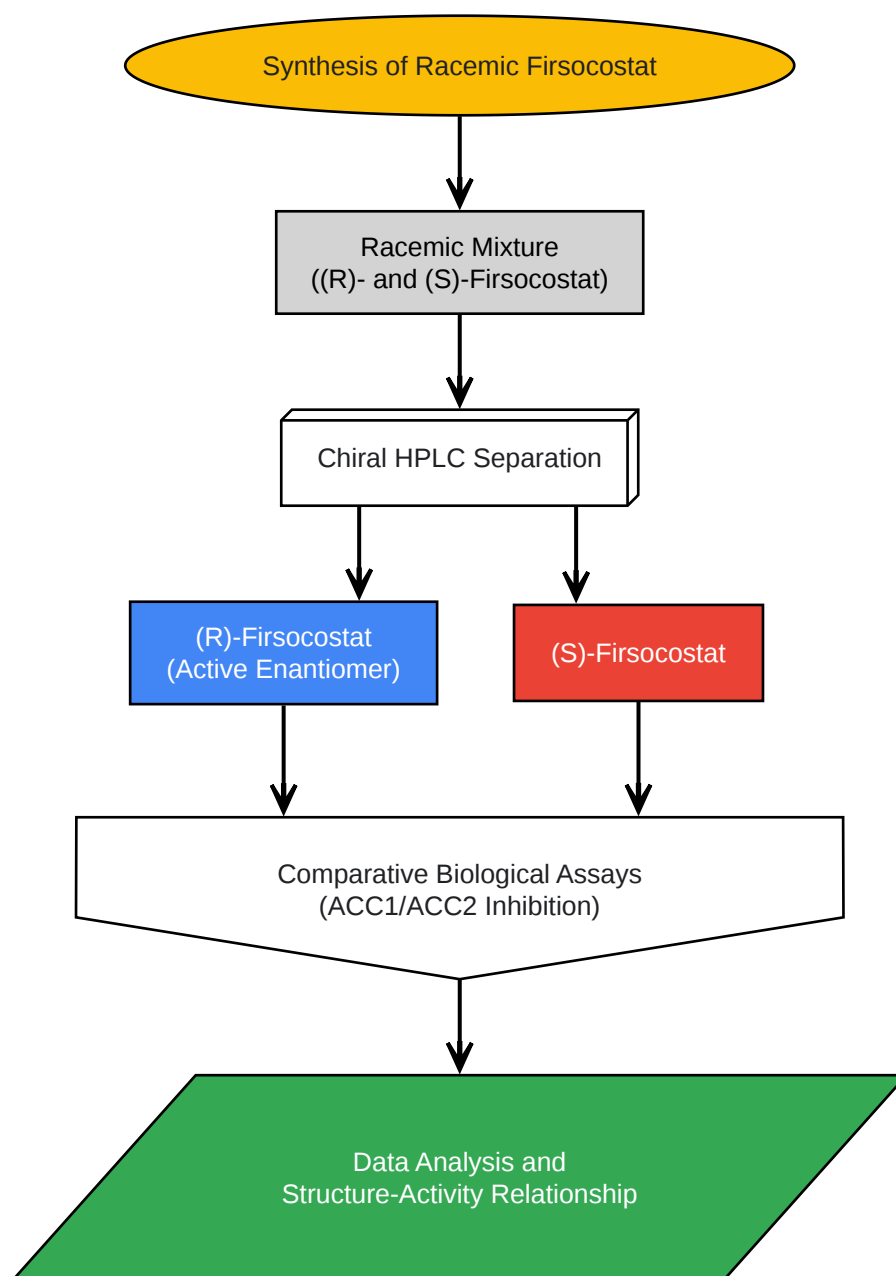 Synthesis of Racemic Firsocostat
Racemic Mixture
((R)- and (S)-Firsocostat)
Chiral HPLC Separation
(R)-Firsocostat
(Active Enantiomer)
(S)-Firsocostat
Comparative Biological Assays
(ACC1/ACC2 Inhibition)
Data Analysis and
Structure-Activity Relationship